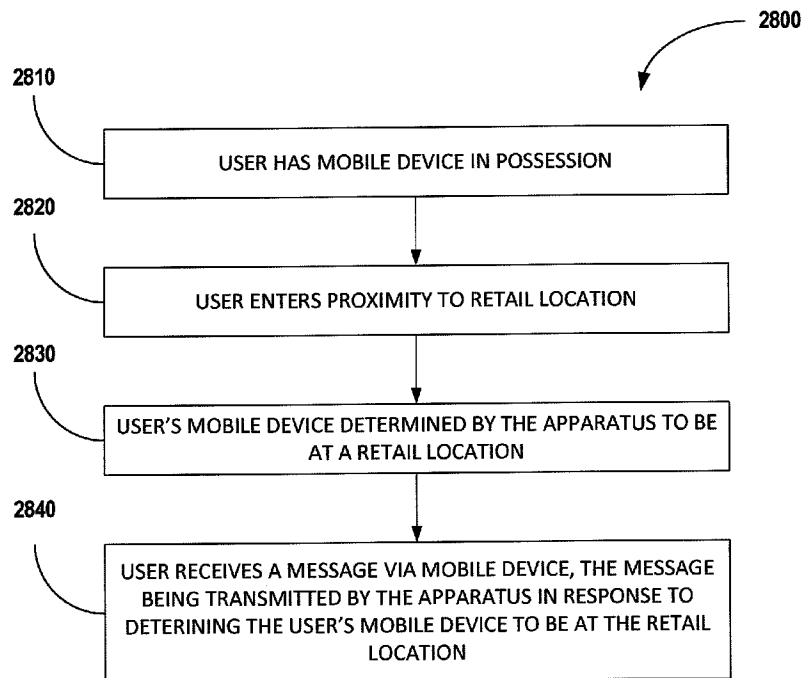 2800
2810
USER HAS MOBILE DEVICE IN POSSESSION
2820
USER ENTERS PROXIMITY TO RETAIL LOCATION
2830
USER'S MOBILE DEVICE DETERMINED BY THE APPARATUS TO BE
AT A RETAIL LOCATION
2840
USER RECEIVES A MESSAGE VIA MOBILE DEVICE, THE MESSAGE
BEING TRANSMITTED BY THE APPARATUS IN RESPONSE TO
DETERINING THE USER'S MOBILE DEVICE TO BE AT THE RETAIL
LOCATION